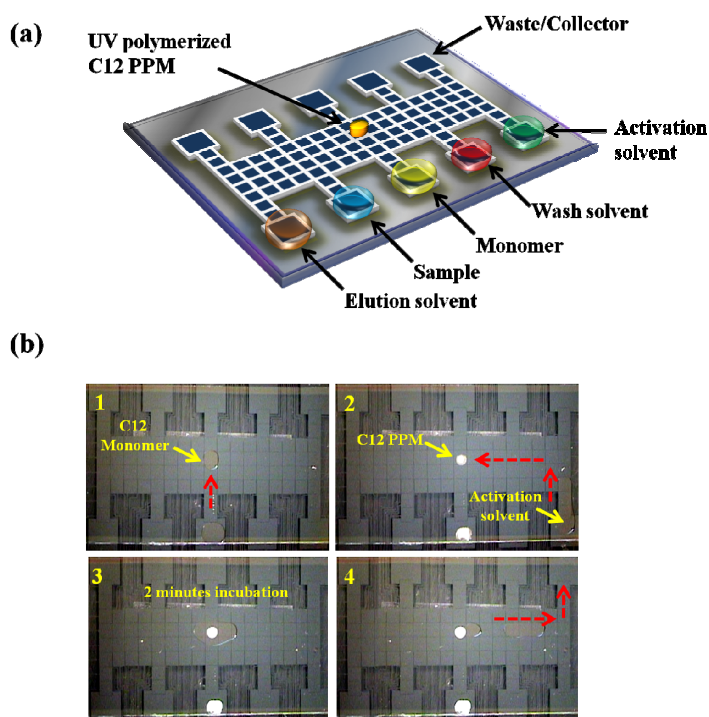 (a)
UV polymerized
C12 PPM
Waste/Collector
Activation
solvent
Wash solvent
Monomer
Sample
Elution solvent
(b)
1
C12
Monomer
2
C12 PPM
Activation
solvent
3
2 minutes incubation
4